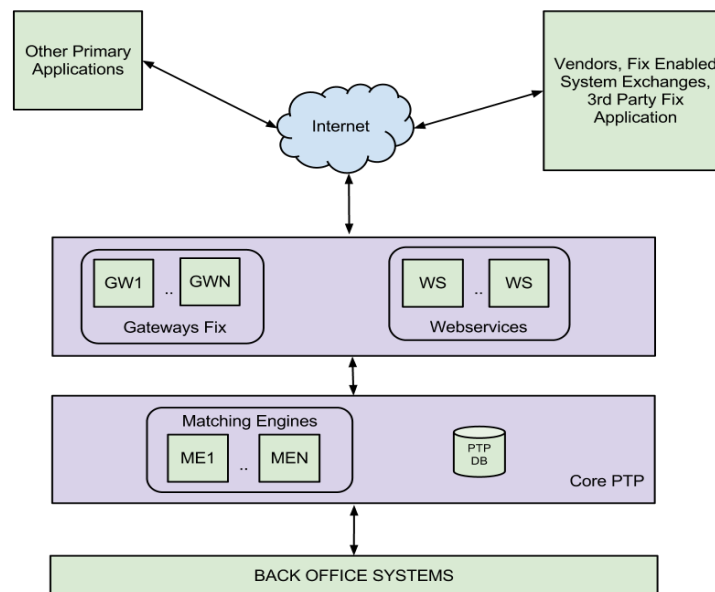 Other Primary
Applications
Vendors, Fix Enabled
System Exchanges,
3rd Party Fix
Application
Internet
GW1 .. GWN
Gateways Fix
WS .. WS
Webservices
Matching Engines
ME1 .. MEN
PTP
DB
Core PTP
BACK OFFICE SYSTEMS